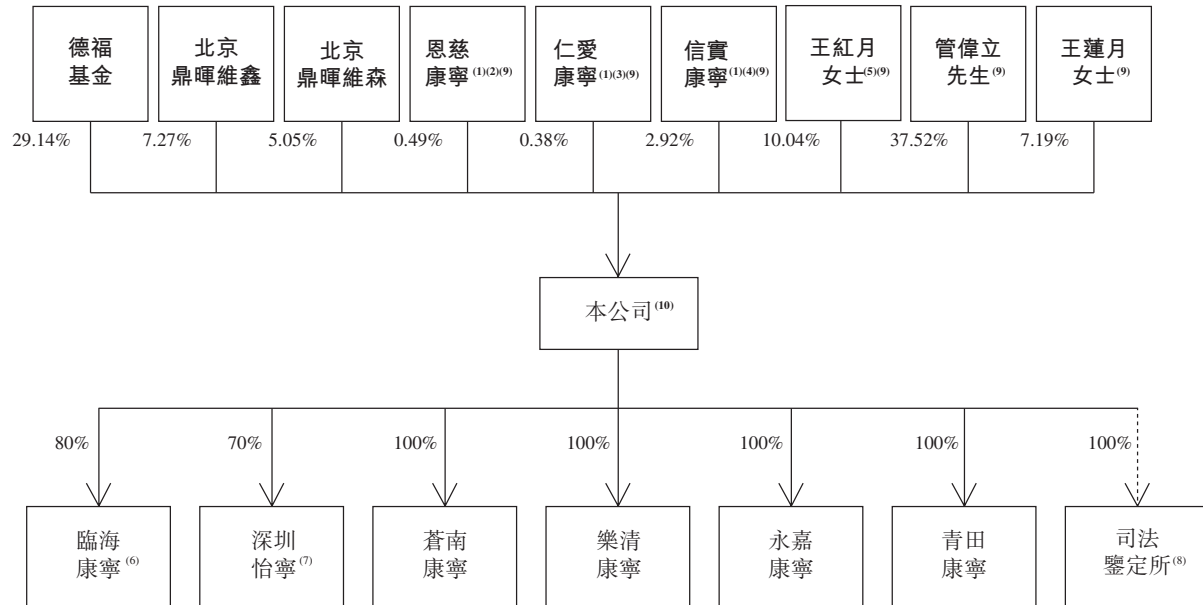 德福
基金
北京
鼎暉維鑫
北京
鼎暉維森
恩慈
康寧(1)(2)(9)
仁愛
康寧(1)(3)(9)
信實
康寧(1)(4)(9)
王紅月
女士(5)(9)
管偉立
先生(9)
王蓮月
女士(9)
29.14%
7.27%
5.05%
0.49%
0.38%
2.92%
10.04%
37.52%
7.19%
本公司(10)
80%
70%
100%
100%
100%
100%
100%
臨海
康寧(6)
深圳
怡寧(7)
蒼南
康寧
樂清
康寧
永嘉
康寧
青田
康寧
司法
鑒定所(8)